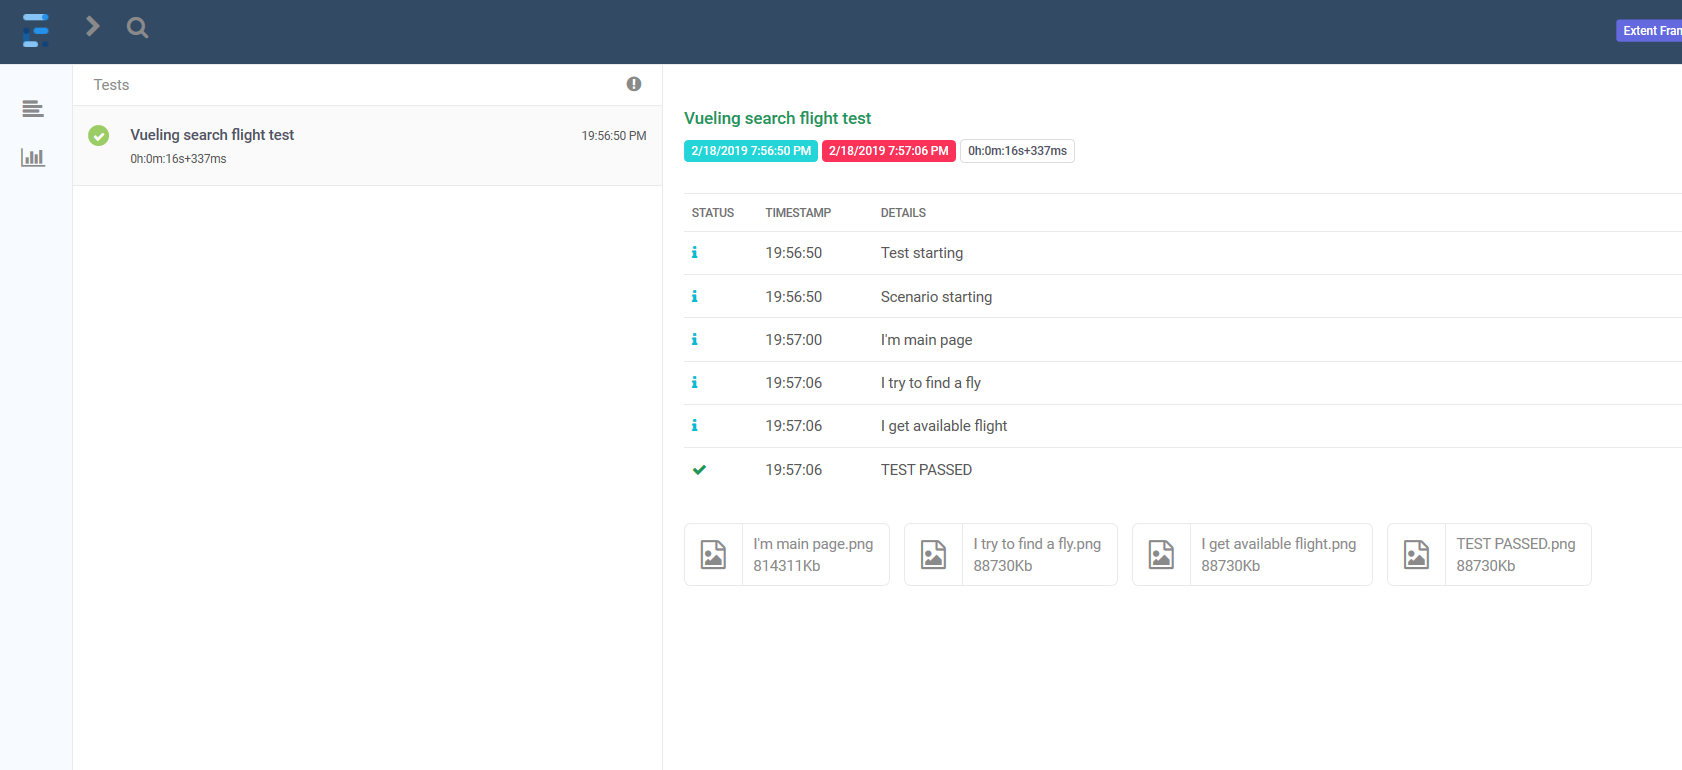 Extent Fram
Tests
Vueling search flight test
19:56:50 PM
0h:0m:16s+337ms
Vueling search flight test
2/18/2019 7:56:50 PM 2/18/2019 7:57:06 PM 0h:0m:16s+337ms
STATUS TIMESTAMP DETAILS
19:56:50 Test starting
19:56:50 Scenario starting
19:57:00 I'm main page
19:57:06 I try to find a fly
19:57:06 I get available flight
19:57:06 TEST PASSED
I'm main page.png
814311Kb
I try to find a fly.png
88730Kb
I get available flight.png
88730Kb
TEST PASSED.png
88730Kb